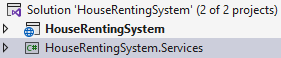 Solution 'HouseRentingSystem' (2 of 2 projects)
HouseRentingSystem
C# HouseRentingSystem.Services